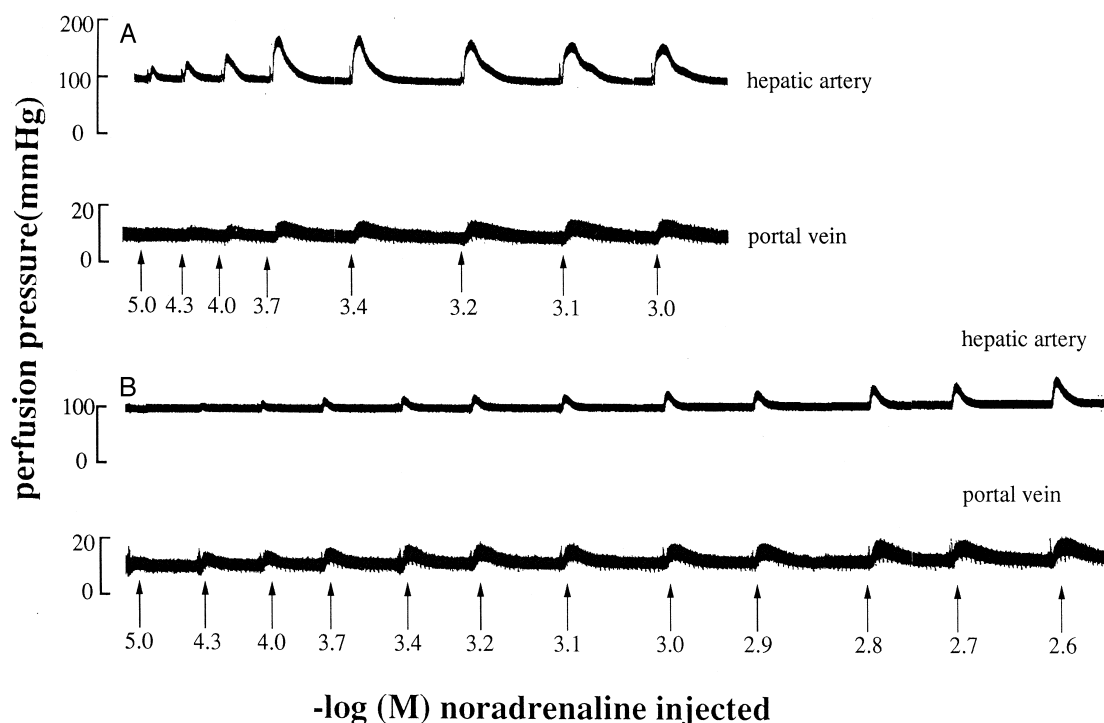 perfusion pressure(mmHg)
A
200
100
0
hepatic artery
20
10
0
portal vein
5.0 4.3 4.0 3.7 3.4 3.2 3.1 3.0
hepatic artery
B
100
0
portal vein
20
10
0
5.0 4.3 4.0 3.7 3.4 3.2 3.1 3.0 2.9 2.8 2.7 2.6
-log (M) noradrenaline injected